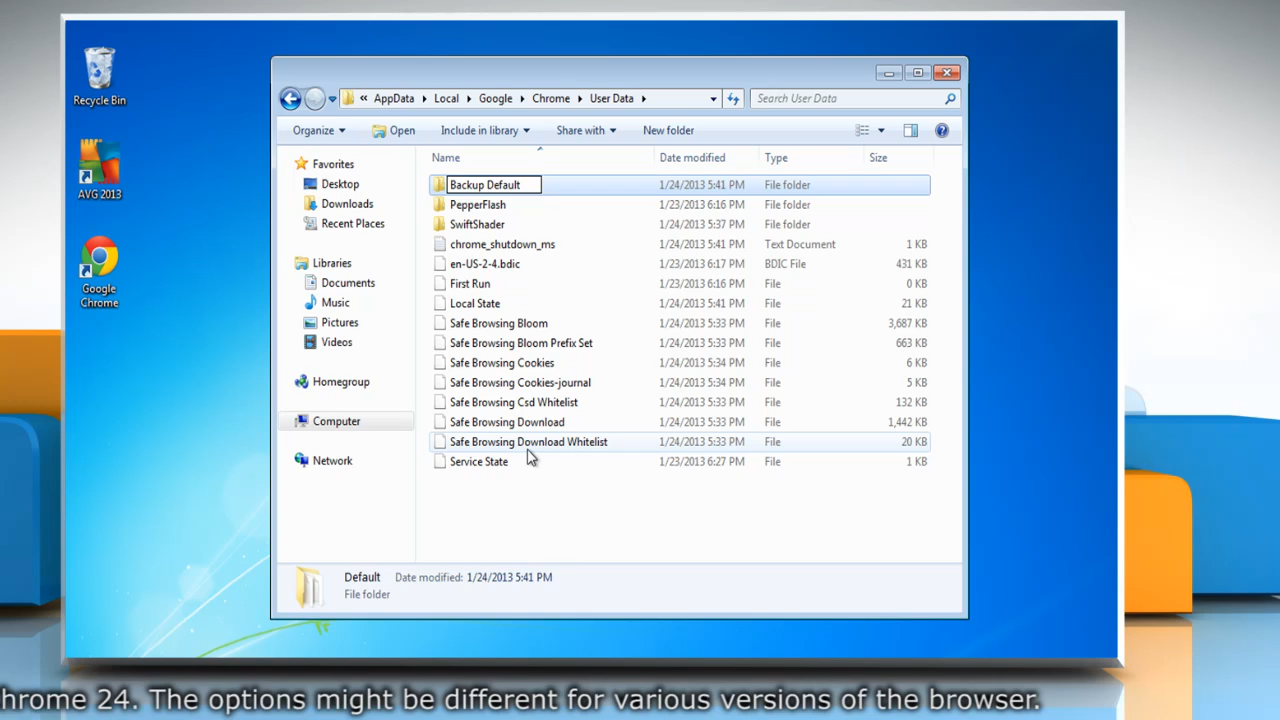 Recycle Bin
AVG 2013
Google
Chrome
« AppData Local Google Chrome User Data
Search User Data
Organize Open Include in library Share with New folder
Favorites
Desktop
Downloads
Recent Places
Libraries
Documents
Music
Pictures
Videos
Homegroup
Computer
Network
Name Date modified Type Size
Backup Default 1/24/2013 5:41 PM File folder
PepperFlash 1/23/2013 6:16 PM File folder
SwiftShader 1/24/2013 5:37 PM File folder
chrome_shutdown_ms 1/24/2013 5:41 PM Text Document 1 KB
en-US-2-4.bdic 1/23/2013 6:17 PM BDIC File 431 KB
First Run 1/23/2013 6:16 PM File 0 KB
Local State 1/24/2013 5:41 PM File 21 KB
Safe Browsing Bloom 1/24/2013 5:33 PM File 3,687 KB
Safe Browsing Bloom Prefix Set 1/24/2013 5:33 PM File 663 KB
Safe Browsing Cookies 1/24/2013 5:34 PM File 6 KB
Safe Browsing Cookies-journal 1/24/2013 5:34 PM File 5 KB
Safe Browsing Csd Whitelist 1/24/2013 5:33 PM File 132 KB
Safe Browsing Download 1/24/2013 5:33 PM File 1,442 KB
Safe Browsing Download Whitelist 1/24/2013 5:33 PM File 20 KB
Service State 1/23/2013 6:27 PM File 1 KB
Default Date modified: 1/24/2013 5:41 PM
File folder
hrome 24. The options might be different for various versions of the browser.